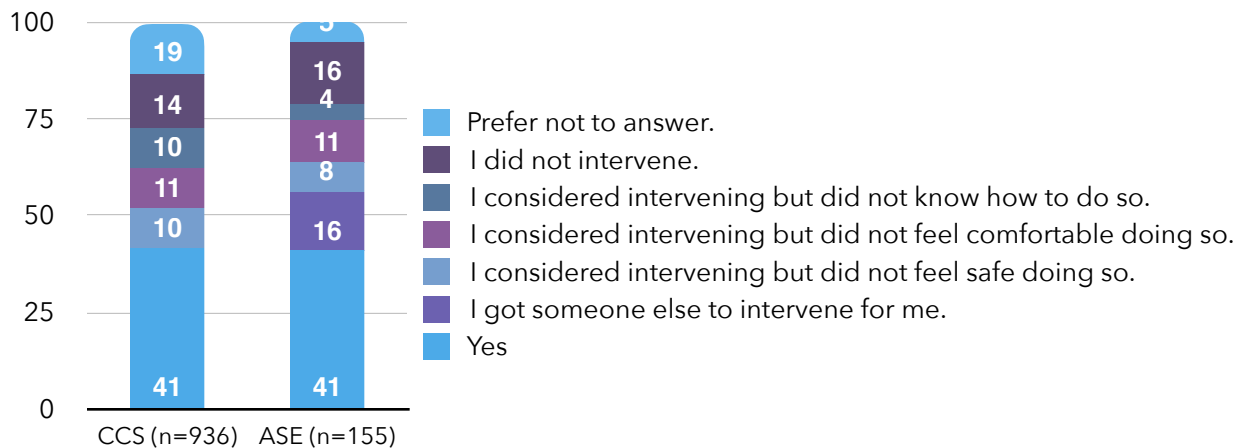 100
75
50
25
0
19
14
10
11
10
41
5
16
4
11
8
16
41
CCS (n=936) ASE (n=155)
Prefer not to answer.
I did not intervene.
I considered intervening but did not know how to do so.
I considered intervening but did not feel comfortable doing so.
I considered intervening but did not feel safe doing so.
I got someone else to intervene for me.
Yes